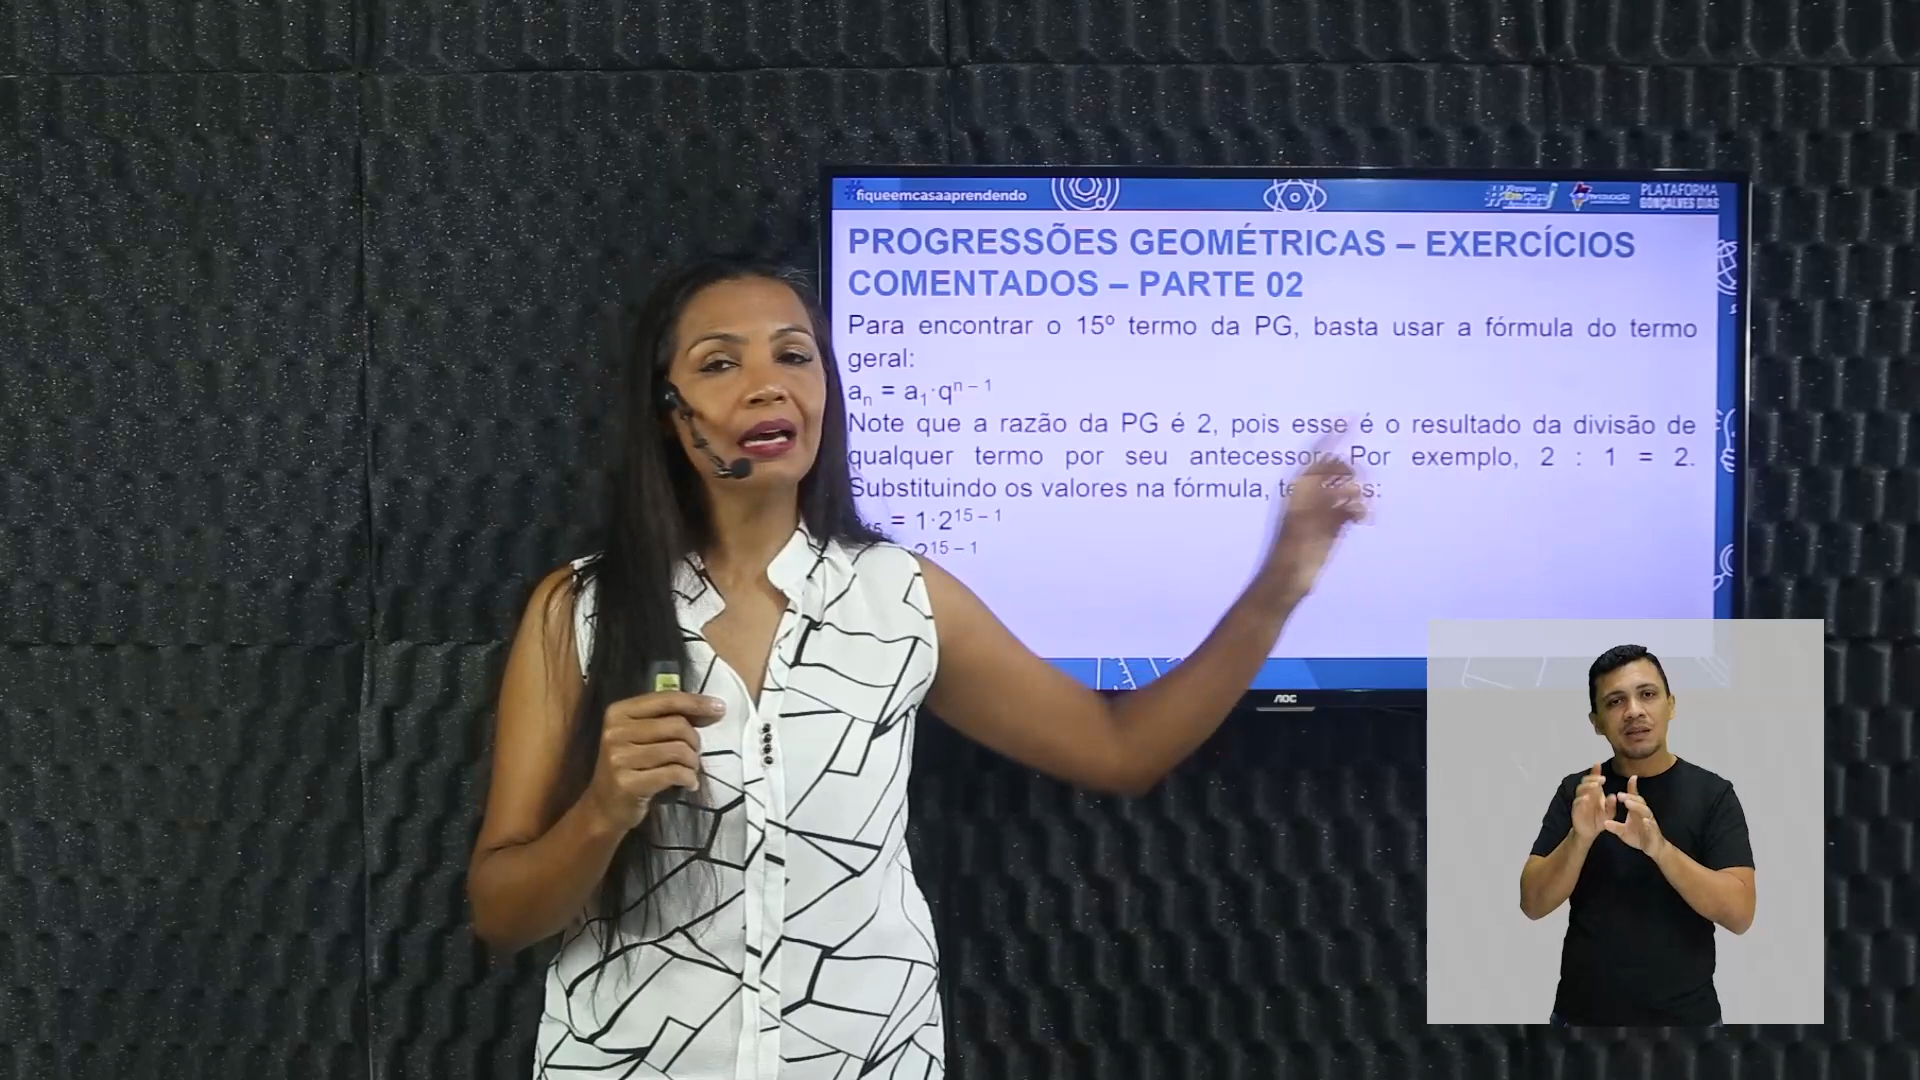 #fiqueemcasaaprendendo
PLATAFORMA
GONÇALVES DIAS
PROGRESSÕES GEOMÉTRICAS – EXERCÍCIOS
COMENTADOS – PARTE 02
Para encontrar o 15º termo da PG, basta usar a fórmula do termo
geral:
aₙ = a₁·qⁿ⁻¹
Note que a razão da PG é 2, pois esse é o resultado da divisão de
qualquer termo por seu antecessor. Por exemplo, 2 : 1 = 2.
Substituindo os valores na fórmula,
₁₅ = 1·2¹⁵⁻¹
2¹⁵⁻¹
AOC